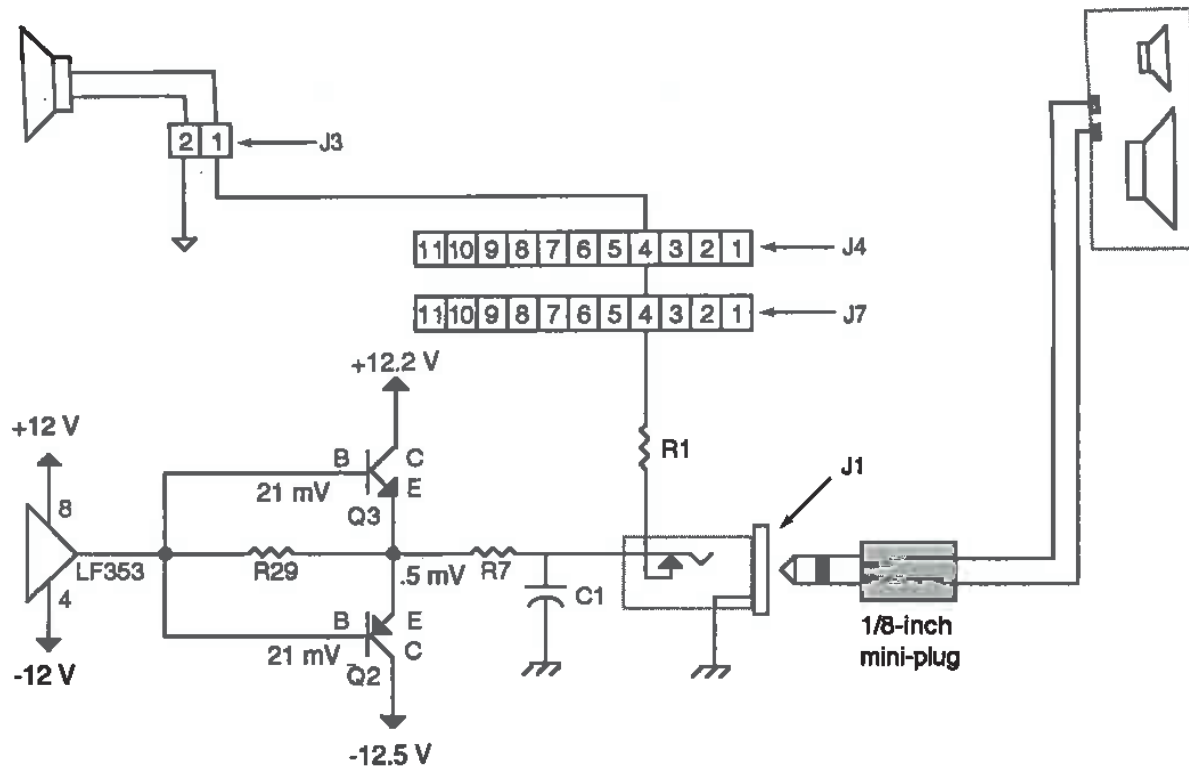 2 1
J3
11 10 9 8 7 6 5 4 3 2 1
J4
11 10 9 8 7 6 5 4 3 2 1
J7
+12.2 V
+12 V
R1
B C
J1
21 mV E
8
Q3
LF353
R29
.5 mV
R7
4
C1
B E
21 mV C
Q2
-12 V
1/8-inch
mini-plug
-12.5 V